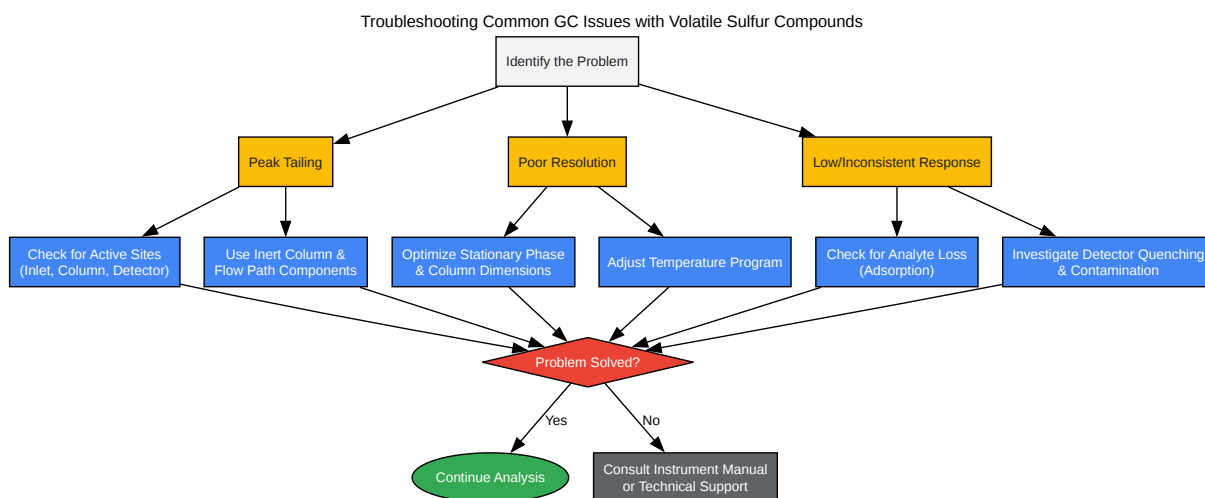 Troubleshooting Common GC Issues with Volatile Sulfur Compounds
Identify the Problem
Peak Tailing
Poor Resolution
Low/Inconsistent Response
Check for Active Sites
(Inlet, Column, Detector)
Use Inert Column &
Flow Path Components
Optimize Stationary Phase
& Column Dimensions
Adjust Temperature Program
Check for Analyte Loss
(Adsorption)
Investigate Detector Quenching
& Contamination
Problem Solved?
Yes
No
Continue Analysis
Consult Instrument Manual
or Technical Support